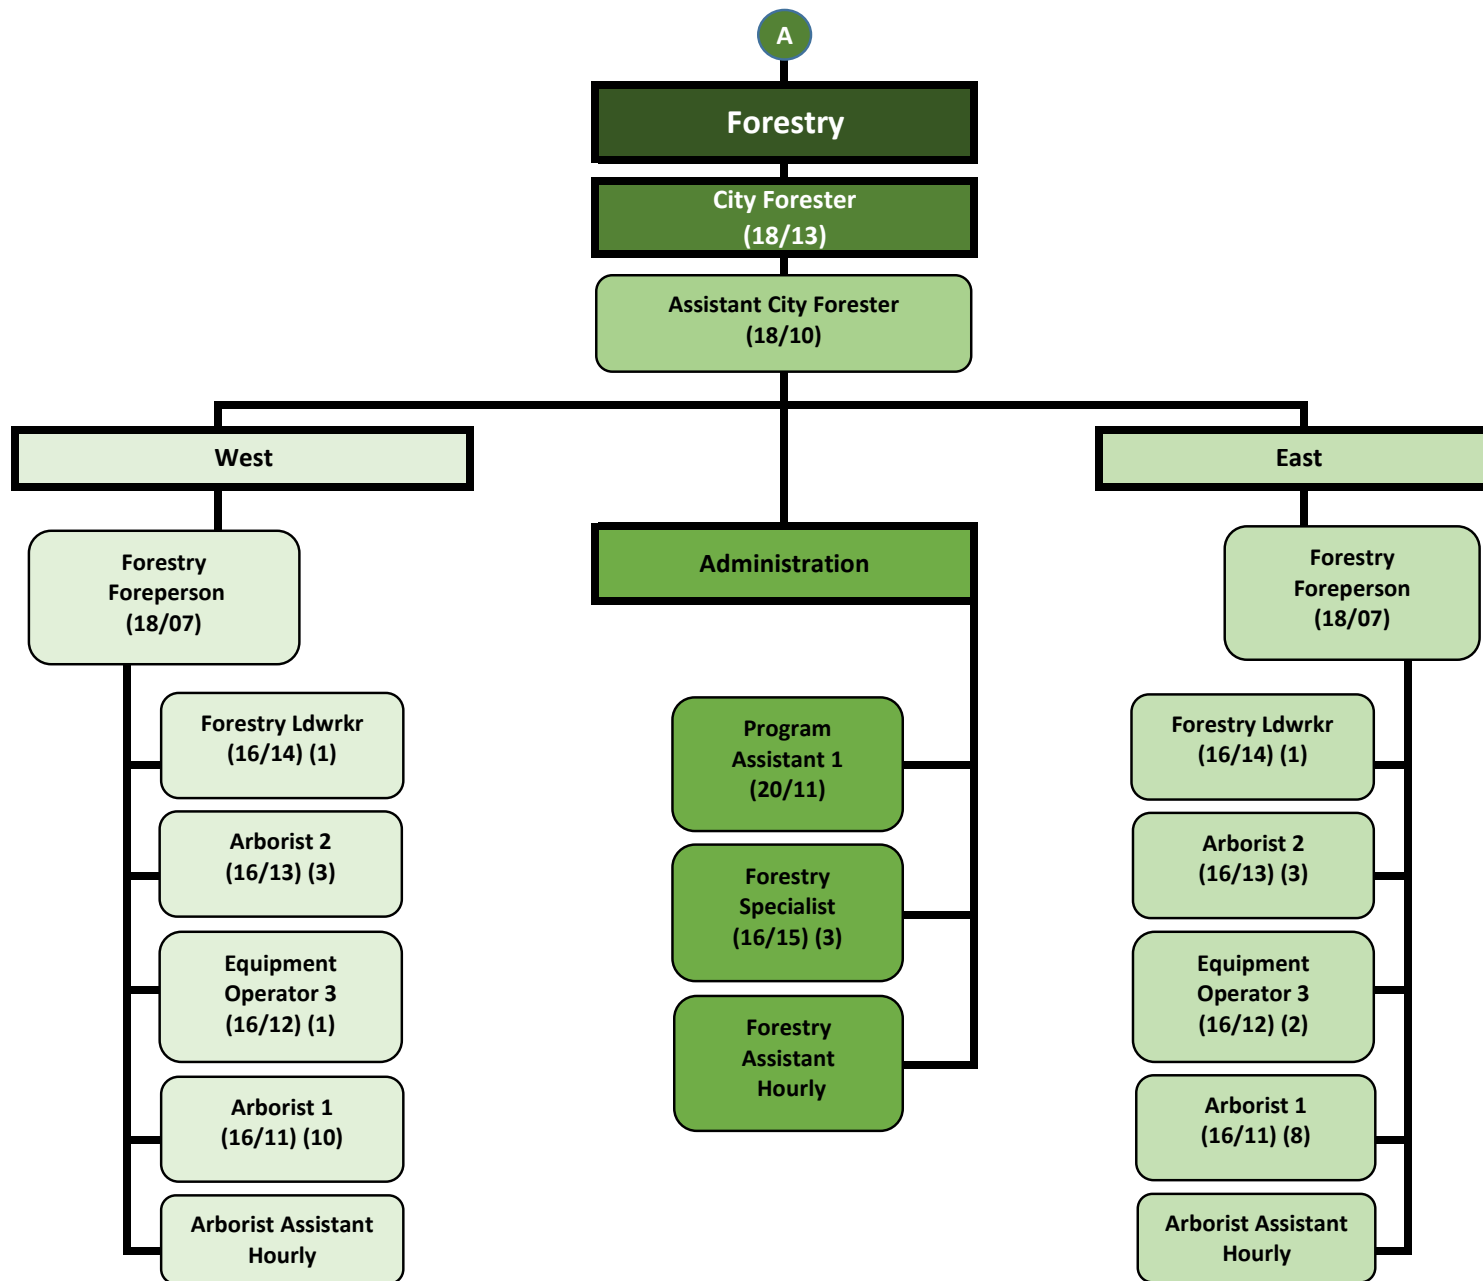 A
Forestry
City Forester
(18/13)
Assistant City Forester
(18/10)
West
Forestry
Foreperson
(18/07)
Forestry Ldwrkr
(16/14) (1)
Arborist 2
(16/13) (3)
Equipment
Operator 3
(16/12) (1)
Arborist 1
(16/11) (10)
Arborist Assistant
Hourly
Administration
Program
Assistant 1
(20/11)
Forestry
Specialist
(16/15) (3)
Forestry
Assistant
Hourly
East
Forestry
Foreperson
(18/07)
Forestry Ldwrkr
(16/14) (1)
Arborist 2
(16/13) (3)
Equipment
Operator 3
(16/12) (2)
Arborist 1
(16/11) (8)
Arborist Assistant
Hourly